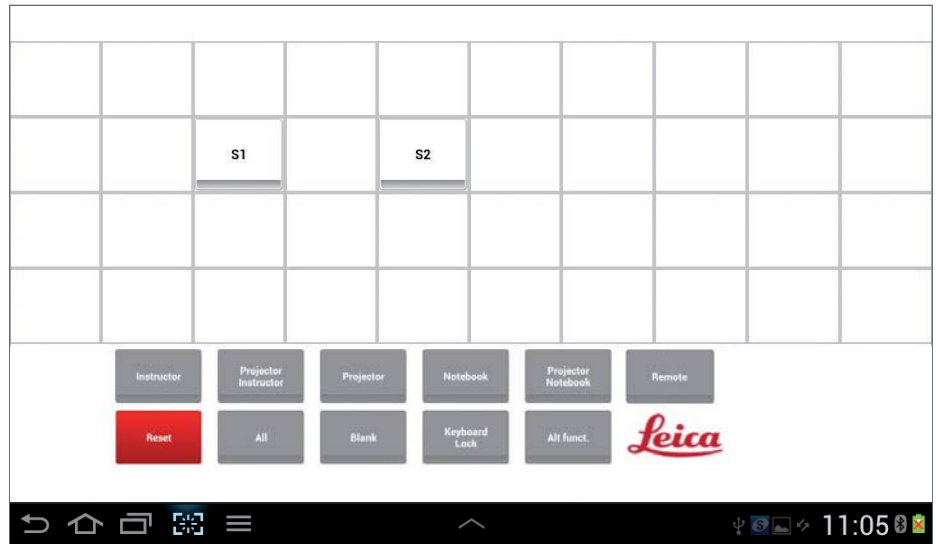 S1 S2
Instructor Projector Instructor Projector Notebook Projector Notebook Remote
Reset All Blank Keyboard Lock Alt funct. Leica
11:05